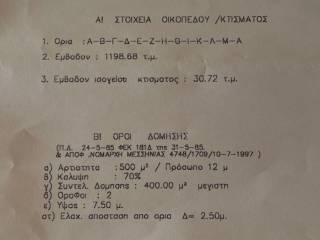 Α! ΣΤΟΙΧΕΙΑ ΟΙΚΟΠΕΔΟΥ /ΚΤΙΣΜΑΤΟΣ
1. Ορια : Α-Β-Γ-Δ-Ε-Ζ-Η-Θ-Ι-Κ-Λ-Μ-Α
2. Εμβαδον : 1198.68 τ.μ.
3. Εμβαδον ισογείου κτισματος : 30.72 τ.μ.
Β! ΟΡΟΙ ΔΟΜΗΣΗΣ
(Π.Δ. 24-5-85 ΦΕΚ 181Δ της 31-5-85.
& ΑΠΟΦ .ΝΟΜΑΡΧΗ ΜΕΣΣΗΝΙΑΣ 4748/1709/10-7-1997 )
α) Αρτιοτητα : 500 μ² / Πρόσωπο 12 μ
β) Καλυψη : 70%
γ) Συντελ. Δομησης : 400.00 μ² μεγιστη
δ) Οροφοι : 2
ε) Υψος : 7.50 μ.
στ) Ελαχ. αποσταση απο ορια Δ= 2.50μ.